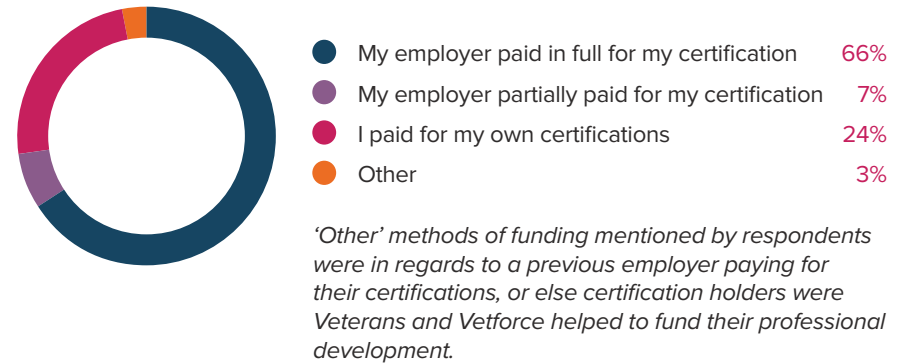 My employer paid in full for my certification 66%
My employer partially paid for my certification 7%
I paid for my own certifications 24%
Other 3%
‘Other’ methods of funding mentioned by respondents
were in regards to a previous employer paying for
their certifications, or else certification holders were
Veterans and Vetforce helped to fund their professional
development.